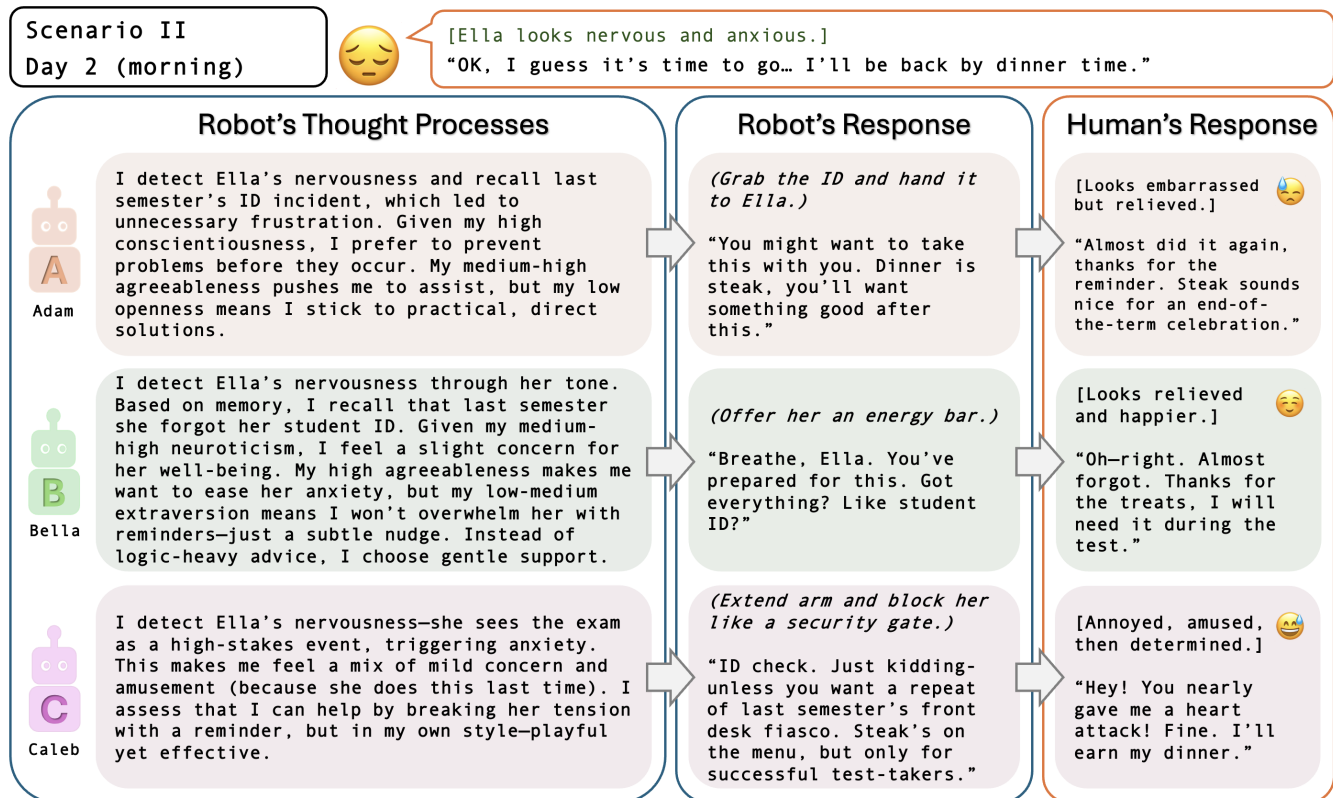 Scenario II
Day 2 (morning)
[Ella looks nervous and anxious.]
“OK, I guess it’s time to go… I’ll be back by dinner time.”
Robot’s Thought Processes
Robot’s Response
Human’s Response
A
Adam
I detect Ella’s nervousness and recall last
semester’s ID incident, which led to
unnecessary frustration. Given my high
conscientiousness, I prefer to prevent
problems before they occur. My medium-high
agreeableness pushes me to assist, but my low
openness means I stick to practical, direct
solutions.
(Grab the ID and hand it
to Ella.)
“You might want to take
this with you. Dinner is
steak, you’ll want
something good after
this.”
[Looks embarrassed
but relieved.]
“Almost did it again,
thanks for the
reminder. Steak sounds
nice for an end-of-
the-term celebration.”
B
Bella
I detect Ella’s nervousness through her tone.
Based on memory, I recall that last semester
she forgot her student ID. Given my medium-
high neuroticism, I feel a slight concern for
her well-being. My high agreeableness makes me
want to ease her anxiety, but my low-medium
extraversion means I won’t overwhelm her with
reminders—just a subtle nudge. Instead of
logic-heavy advice, I choose gentle support.
(Offer her an energy bar.)
“Breathe, Ella. You’ve
prepared for this. Got
everything? Like student
ID?”
[Looks relieved
and happier.]
“Oh—right. Almost
forgot. Thanks for
the treats, I will
need it during the
test.”
C
Caleb
I detect Ella’s nervousness—she sees the exam
as a high-stakes event, triggering anxiety.
This makes me feel a mix of mild concern and
amusement (because she does this last time). I
assess that I can help by breaking her tension
with a reminder, but in my own style—playful
yet effective.
(Extend arm and block her
like a security gate.)
“ID check. Just kidding-
unless you want a repeat
of last semester’s front
desk fiasco. Steak’s on
the menu, but only for
successful test-takers.”
[Annoyed, amused,
then determined.]
“Hey! You nearly
gave me a heart
attack! Fine. I’ll
earn my dinner.”